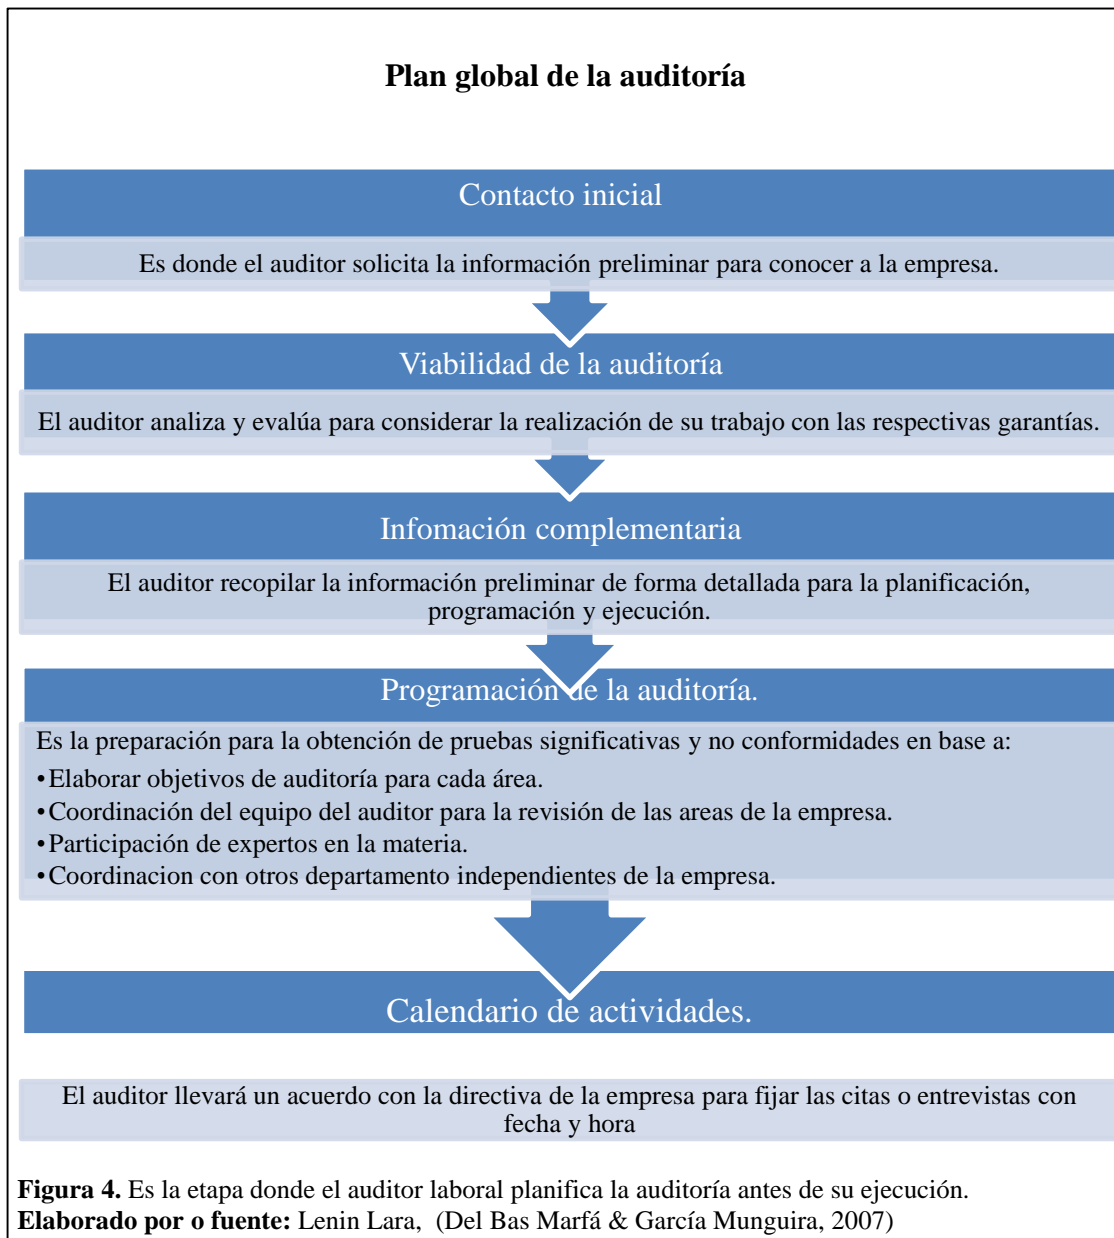 Plan global de la auditoría
Contacto inicial
Es donde el auditor solicita la información preliminar para conocer a la empresa.
Viabilidad de la auditoría
El auditor analiza y evalúa para considerar la realización de su trabajo con las respectivas garantías.
Infomación complementaria
El auditor recopilar la información preliminar de forma detallada para la planificación,
programación y ejecución.
Programación de la auditoría.
Es la preparación para la obtención de pruebas significativas y no conformidades en base a:
•Elaborar objetivos de auditoría para cada área.
•Coordinación del equipo del auditor para la revisión de las areas de la empresa.
•Participación de expertos en la materia.
•Coordinacion con otros departamento independientes de la empresa.
Calendario de actividades.
El auditor llevará un acuerdo con la directiva de la empresa para fijar las citas o entrevistas con
fecha y hora
Figura 4. Es la etapa donde el auditor laboral planifica la auditoría antes de su ejecución.
Elaborado por o fuente: Lenin Lara, (Del Bas Marfá & García Munguira, 2007)